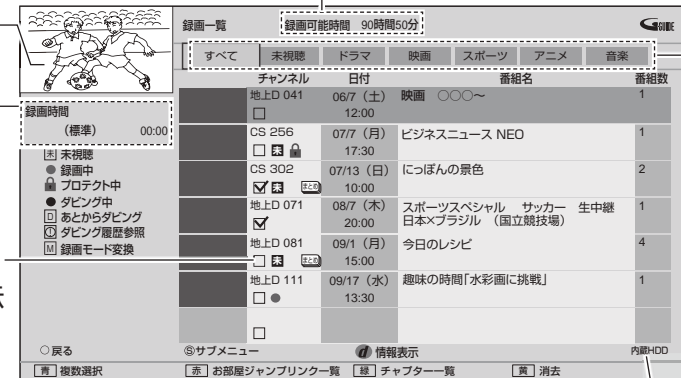 録画一覧
録画可能時間 90時間50分
GGUIDE
すべて 未視聴 ドラマ 映画 スポーツ アニメ 音楽
チャンネル 日付 番組名 番組数
地上D 041 06/7（土） 12:00 映画 ○○○〜 1
録画時間
（標準） 00:00
CS 256 未 07/7（月） 17:30 ビジネスニュース NEO 1
未 未視聴
録画中
プロテクト中
ダビング中
D あとからダビング
ダビング履歴参照
M 録画モード変換
CS 302 未 まとめ 07/13（日） 10:00 にっぽんの景色 2
地上D 071 08/7（木） 20:00 スポーツスペシャル サッカー 生中継 1
日本×ブラジル （国立競技場）
地上D 081 未 まとめ 09/1（月） 15:00 今日のレシピ 4
地上D 111 09/17（水） 13:30 趣味の時間「水彩画に挑戦」 1
○戻る Ⓢサブメニュー d 情報表示 内蔵HDD
青 複数選択 赤 お部屋ジャンプリンク一覧 緑 チャプター一覧 黄 消去